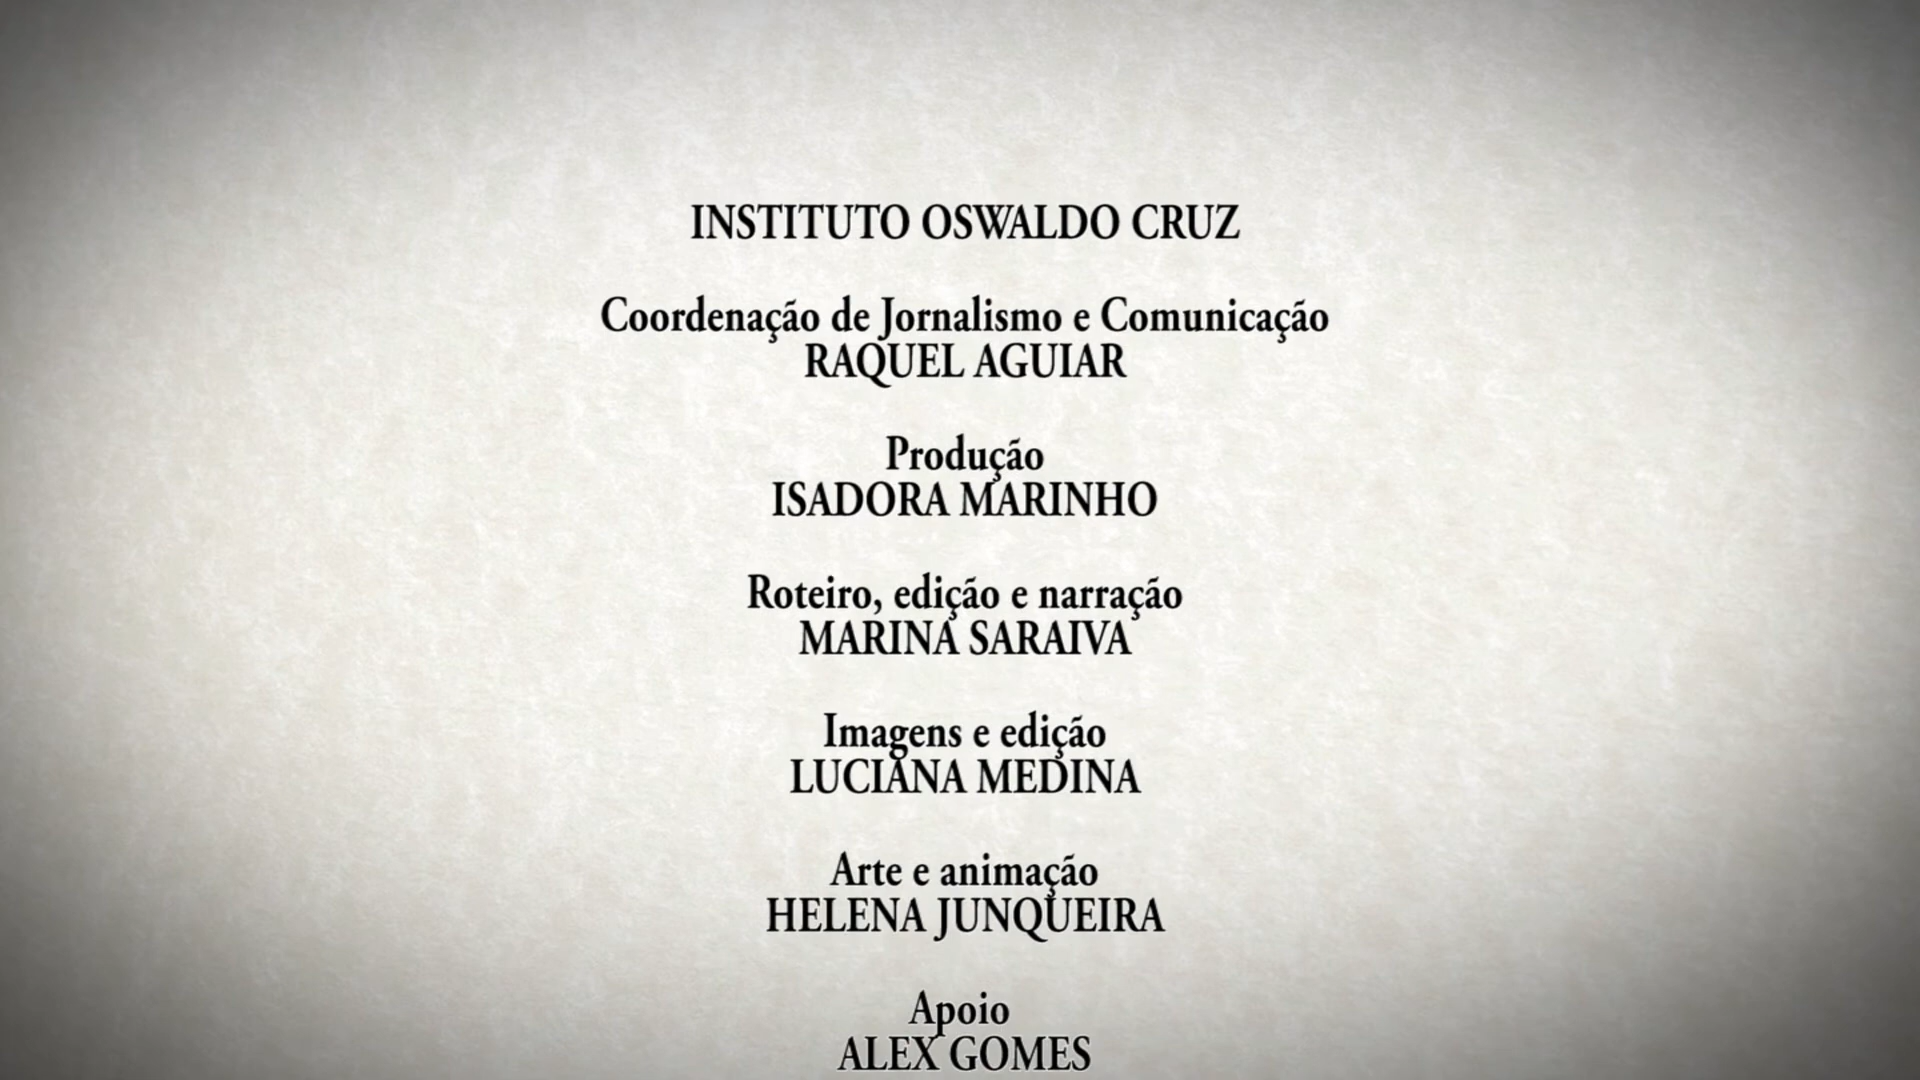 INSTITUTO OSWALDO CRUZ
Coordenação de Jornalismo e Comunicação
RAQUEL AGUIAR
Produção
ISADORA MARINHO
Roteiro, edição e narração
MARINA SARAIVA
Imagens e edição
LUCIANA MEDINA
Arte e animação
HELENA JUNQUEIRA
Apoio
ALEX GOMES